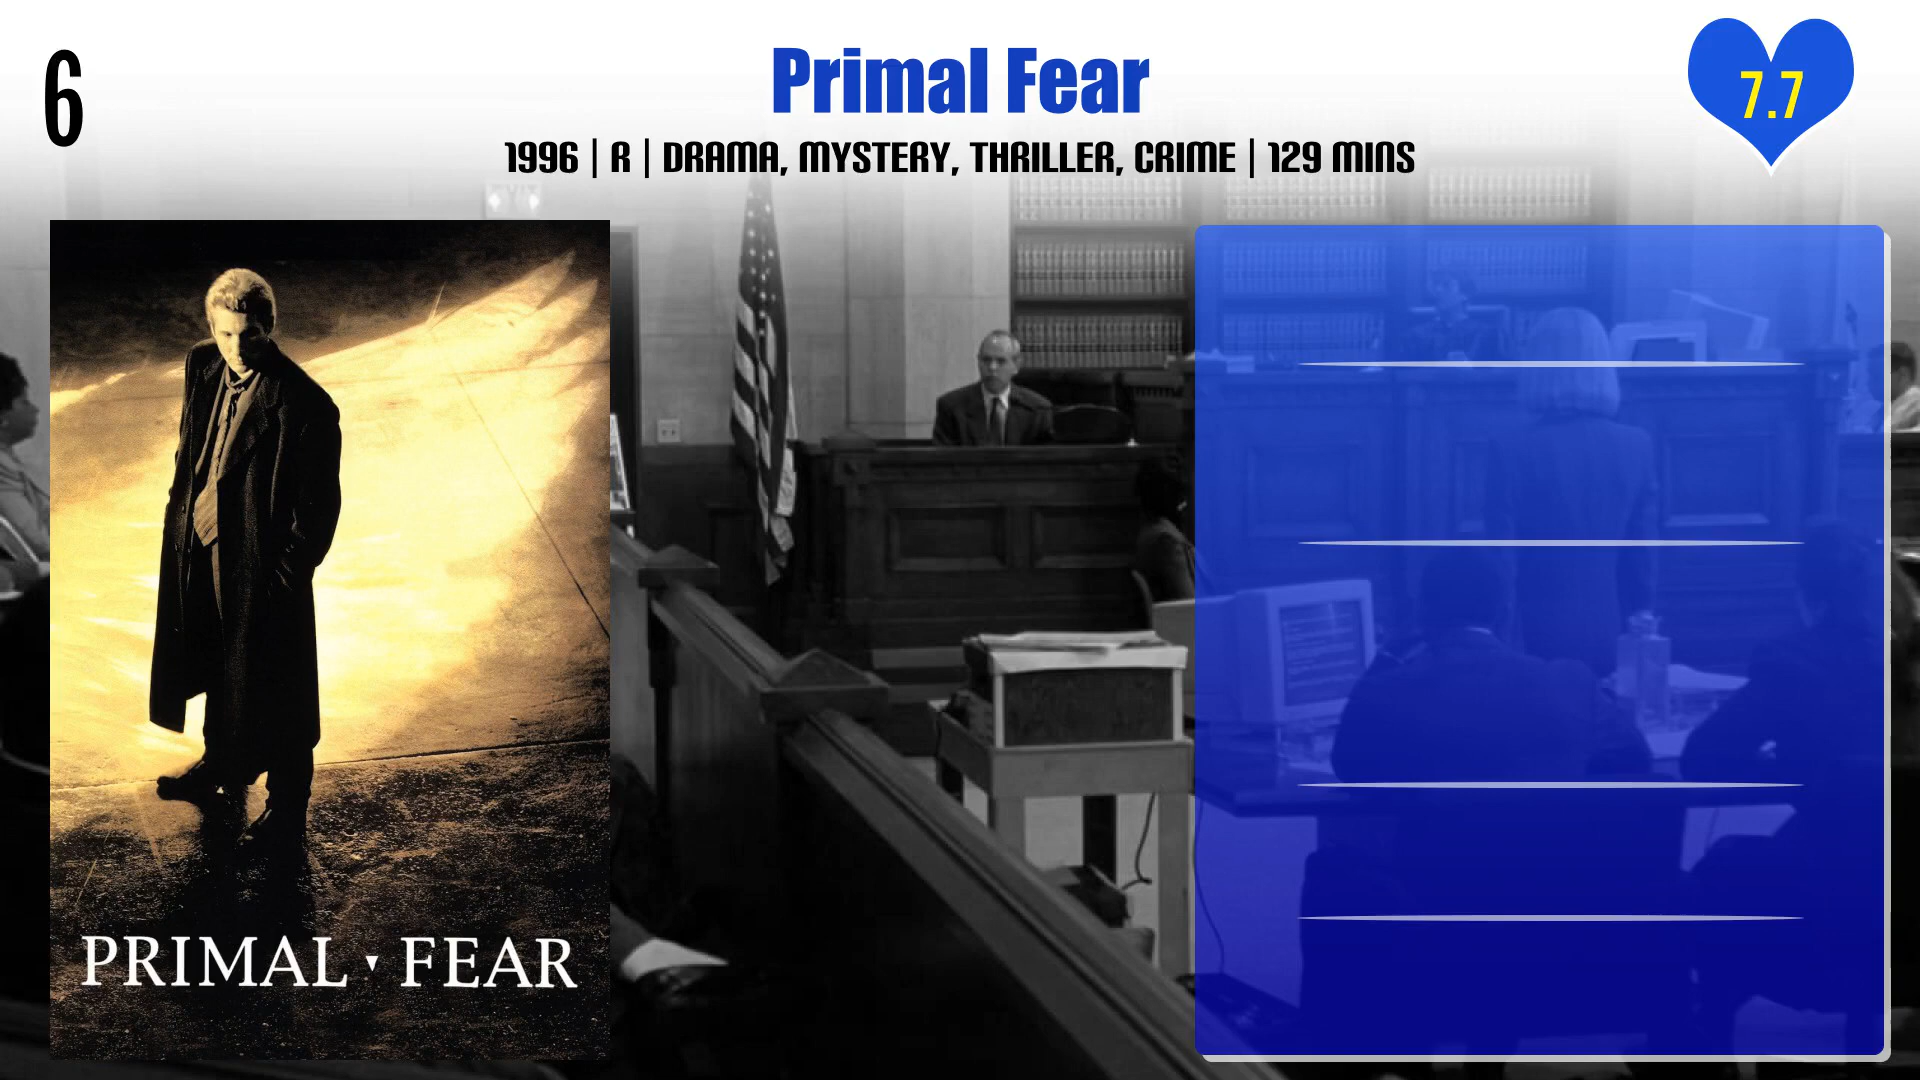 6
Primal Fear
7.7
1996 | R | DRAMA, MYSTERY, THRILLER, CRIME | 129 MINS
PRIMAL FEAR